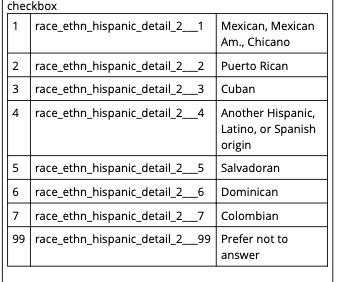 checkbox
1 race_ethn_hispanic_detail_2___1 Mexican, Mexican
Am., Chicano
2 race_ethn_hispanic_detail_2___2 Puerto Rican
3 race_ethn_hispanic_detail_2___3 Cuban
4 race_ethn_hispanic_detail_2___4 Another Hispanic,
Latino, or Spanish
origin
5 race_ethn_hispanic_detail_2___5 Salvadoran
6 race_ethn_hispanic_detail_2___6 Dominican
7 race_ethn_hispanic_detail_2___7 Colombian
99 race_ethn_hispanic_detail_2___99 Prefer not to
answer